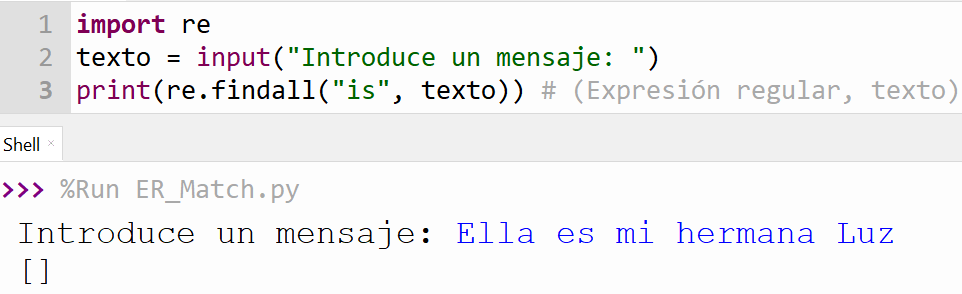 1 import re
2 texto = input("Introduce un mensaje: ")
3 print(re.findall("is", texto)) # (Expresión regular, texto)
Shell ×
>>> %Run ER_Match.py
Introduce un mensaje: Ella es mi hermana Luz
[]